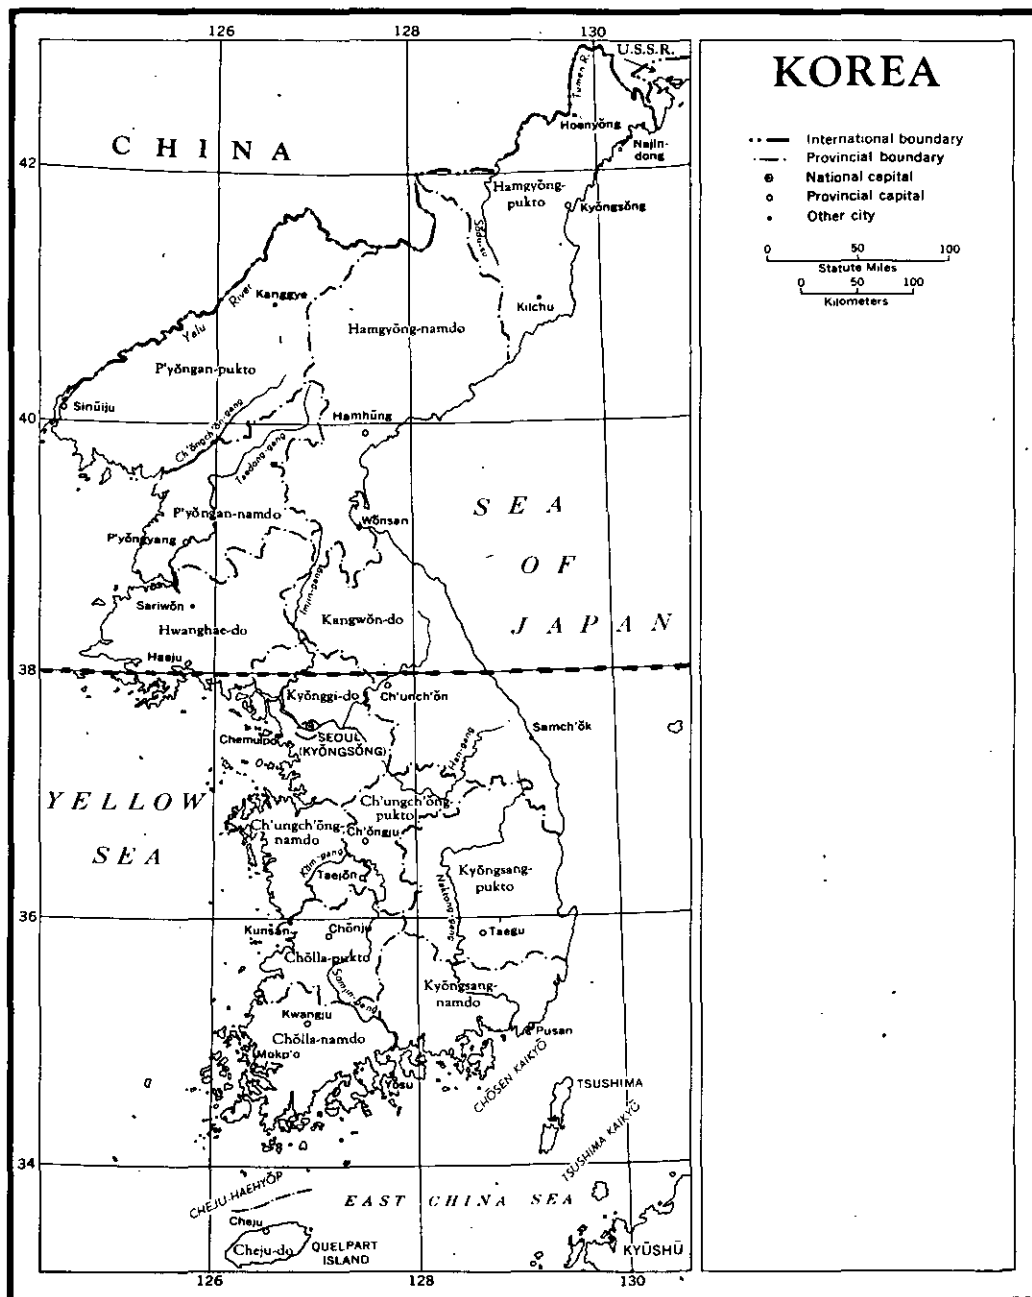 126
128
130
U.S.S.R.
KOREA
Tumen R.
International boundary
Provincial boundary
National capital
Provincial capital
Other city
0 50 100
Statute Miles
0 50 100
Kilometers
CHINA
Hoenyŏng
Najin-
dong
42
Hamgyŏng-
pukto
Kyŏngsŏng
Kanggye
Yalu River
Kilchu
Hamgyŏng-namdo
P'yŏngan-pukto
Sinŭiju
40
Hamhŭng
Ch'ŏngch'ŏn-gang
Taedong-gang
P'yŏngan-namdo
Wŏnsan
SEA
OF
JAPAN
P'yŏngyang
Imjin-gang
Sariwŏn
Hwanghae-do
Kangwŏn-do
Haeju
38
Kyŏnggi-do
Ch'unch'ŏn
Samch'ŏk
Chemulpo
SEOUL
(KYŎNGSŎNG)
Han-gang
YELLOW
SEA
Ch'ungch'ŏng-
pukto
Ch'ungch'ŏng-
namdo
Ch'ŏngju
Kŭm-gang
Taejŏn
Kyŏngsang-
pukto
Naktong-gang
36
Kunsan
Chŏnju
Taegu
Chŏlla-pukto
Somjin-gang
Kyŏngsang-
namdo
Kwangju
Chŏlla-namdo
Pusan
Mokp'o
Yŏsu
CHŌSEN KAIKYŌ
TSUSHIMA
TSUSHIMA KAIKYŌ
34
CHEJU-HAEHYŎP
EAST CHINA SEA
Cheju
Cheju-do
QUELPART
ISLAND
KYŪSHŪ
126
128
130